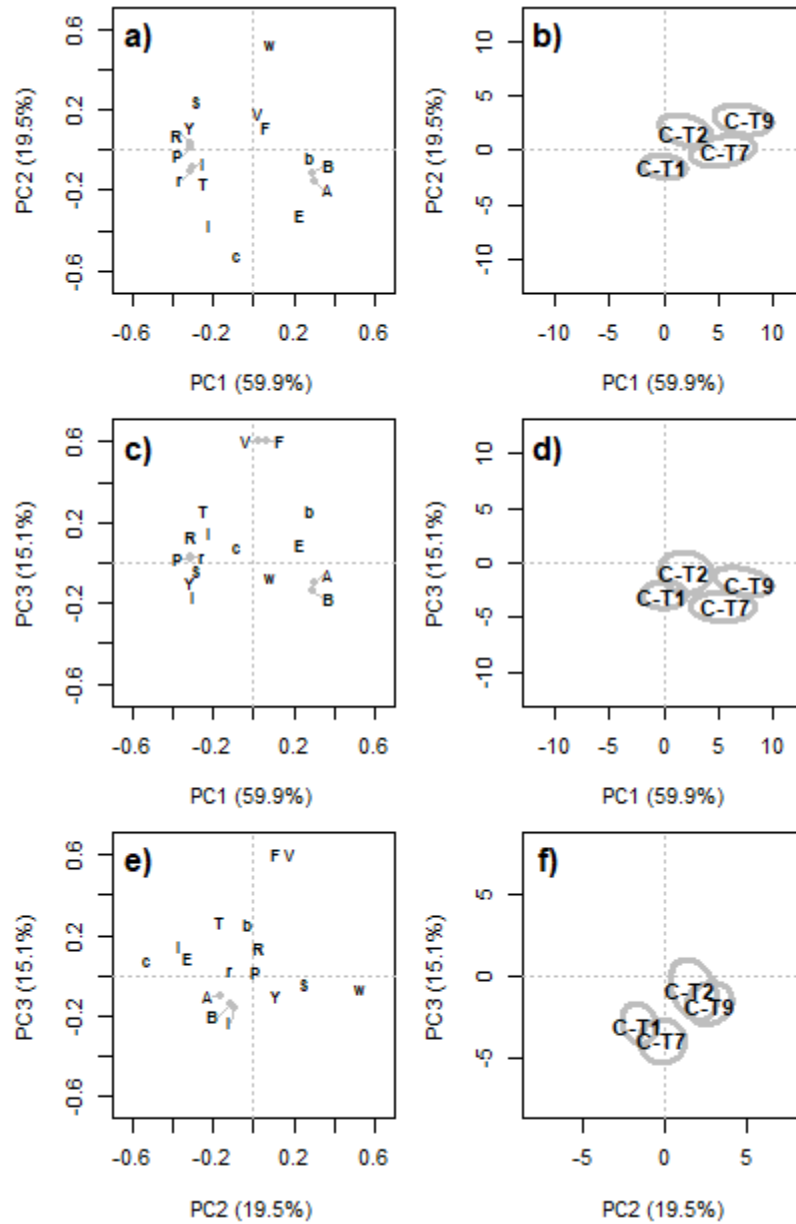 a)
PC2 (19.5%)
0.6
0.2
-0.2
-0.6
w
S
V
F
Y
R
P
I
r
T
b
B
A
E
l
c
-0.6
-0.2
0.2
0.6
PC1 (59.9%)
b)
PC2 (19.5%)
10
5
0
-5
-10
C-T9
C-T2
C-T7
C-T1
-10
-5
0
5
10
PC1 (59.9%)
c)
PC3 (15.1%)
0.6
0.2
-0.2
-0.6
V
F
T
b
l
R
c
E
P
r
S
Y
I
w
A
B
-0.6
-0.2
0.2
0.6
PC1 (59.9%)
d)
PC3 (15.1%)
10
5
0
-5
-10
C-T2
C-T9
C-T1
C-T7
-10
-5
0
5
10
PC1 (59.9%)
e)
PC3 (15.1%)
0.6
0.2
-0.2
-0.6
F
V
T
b
l
R
c
E
r
P
S
w
A
Y
B
I
-0.6
-0.2
0.2
0.6
PC2 (19.5%)
f)
PC3 (15.1%)
5
0
-5
C-T2
C-T9
C-T1
C-T7
-5
0
5
PC2 (19.5%)